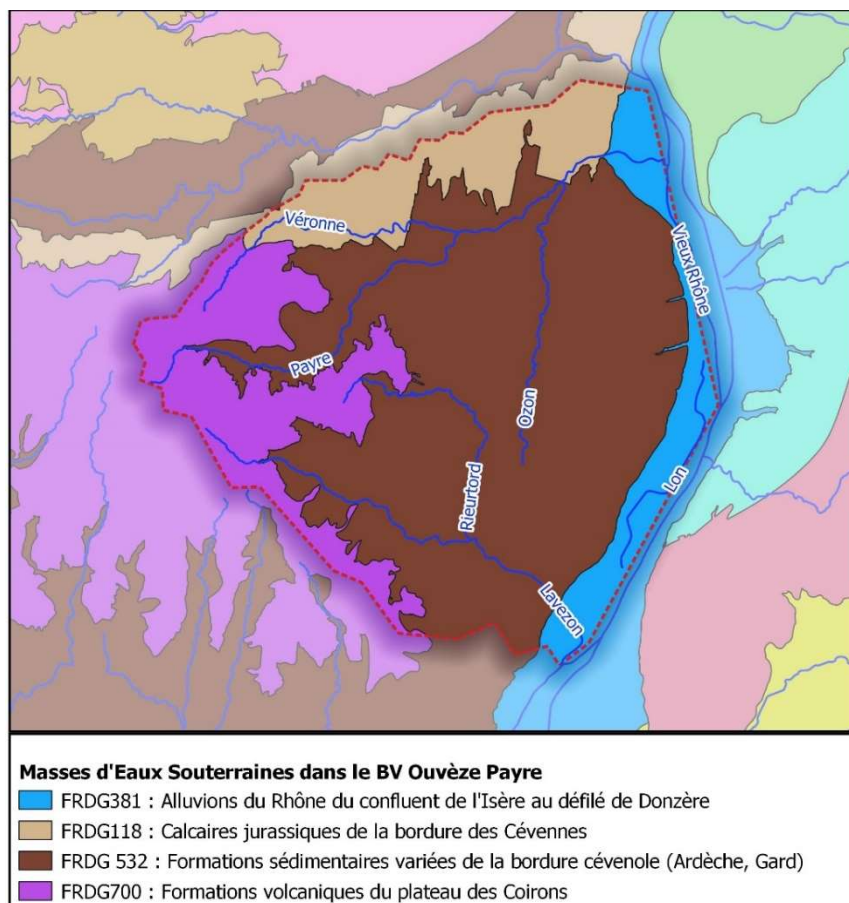 Véronne
Vieux Rhône
Payre
Ozon
Rieurtord
Lon
Lavezon
Masses d'Eaux Souterraines dans le BV Ouvèze Payre
FRDG381 : Alluvions du Rhône du confluent de l'Isère au défilé de Donzère
FRDG118 : Calcaires jurassiques de la bordure des Cévennes
FRDG 532 : Formations sédimentaires variées de la bordure cévenole (Ardèche, Gard)
FRDG700 : Formations volcaniques du plateau des Coirons